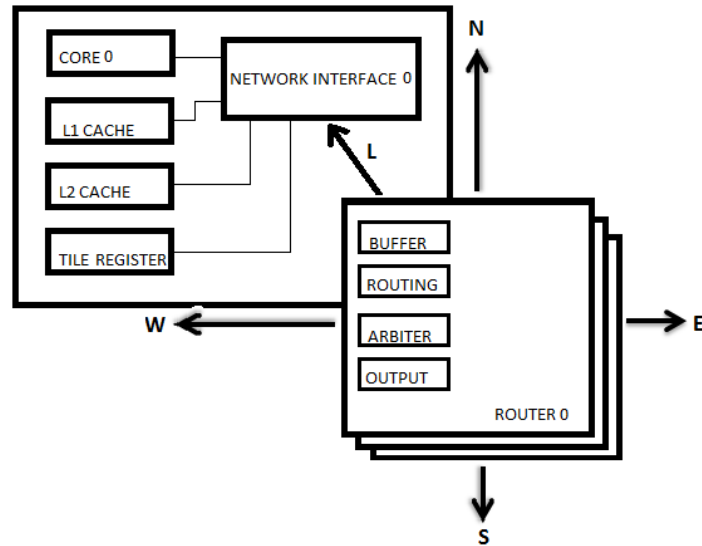 N
CORE 0
NETWORK INTERFACE 0
L1 CACHE
L
L2 CACHE
BUFFER
TILE REGISTER
ROUTING
W
E
ARBITER
OUTPUT
ROUTER 0
S